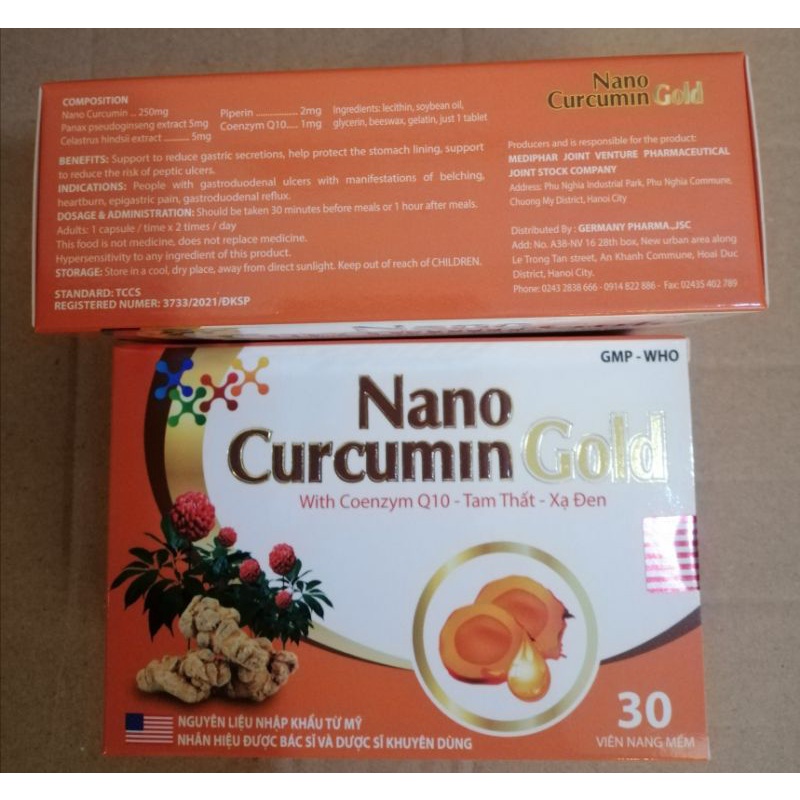 COMPOSITION
Nano Curcumin ... 250mg
Panax pseudoginseng extract 5mg
Celastrus hindsii extract ............ 5mg
Piperin .................... 2mg
Coenzym Q10..... 1mg
Ingredients: lecithin, soybean oil,
glycerin, beeswax, gelatin, just 1 tablet
BENEFITS: Support to reduce gastric secretions, help protect the stomach lining, support
to reduce the risk of peptic ulcers.
INDICATIONS: People with gastroduodenal ulcers with manifestations of belching,
heartburn, epigastric pain, gastroduodenal reflux.
DOSAGE & ADMINISTRATION: Should be taken 30 minutes before meals or 1 hour after meals.
Adults: 1 capsule / time x 2 times / day
This food is not medicine, does not replace medicine.
Hypersensitivity to any ingredient of this product.
STORAGE: Store in a cool, dry place, away from direct sunlight. Keep out of reach of CHILDREN.
STANDARD: TCCS
REGISTERED NUMER: 3733/2021/ĐKSP
Nano
Curcumin Gold
Producers and is responsible for the product:
MEDIPHAR JOINT VENTURE PHARMACEUTICAL
JOINT STOCK COMPANY
Address: Phu Nghia Industrial Park, Phu Nghia Commune,
Chuong My District, Hanoi City
Distributed By : GERMANY PHARMA.,JSC
Add: No. A38-NV 16 28th box, New urban area along
Le Trong Tan street, An Khanh Commune, Hoai Duc
District, Hanoi City.
Phone: 0243 2838 666 - 0914 822 886 - Fax: 02435 402 789
GMP - WHO
Nano
Curcumin Gold
With Coenzym Q10 - Tam Thất - Xạ Đen
NGUYÊN LIỆU NHẬP KHẨU TỪ MỸ
NHÃN HIỆU ĐƯỢC BÁC SĨ VÀ DƯỢC SĨ KHUYÊN DÙNG
30
VIÊN NANG MỀM